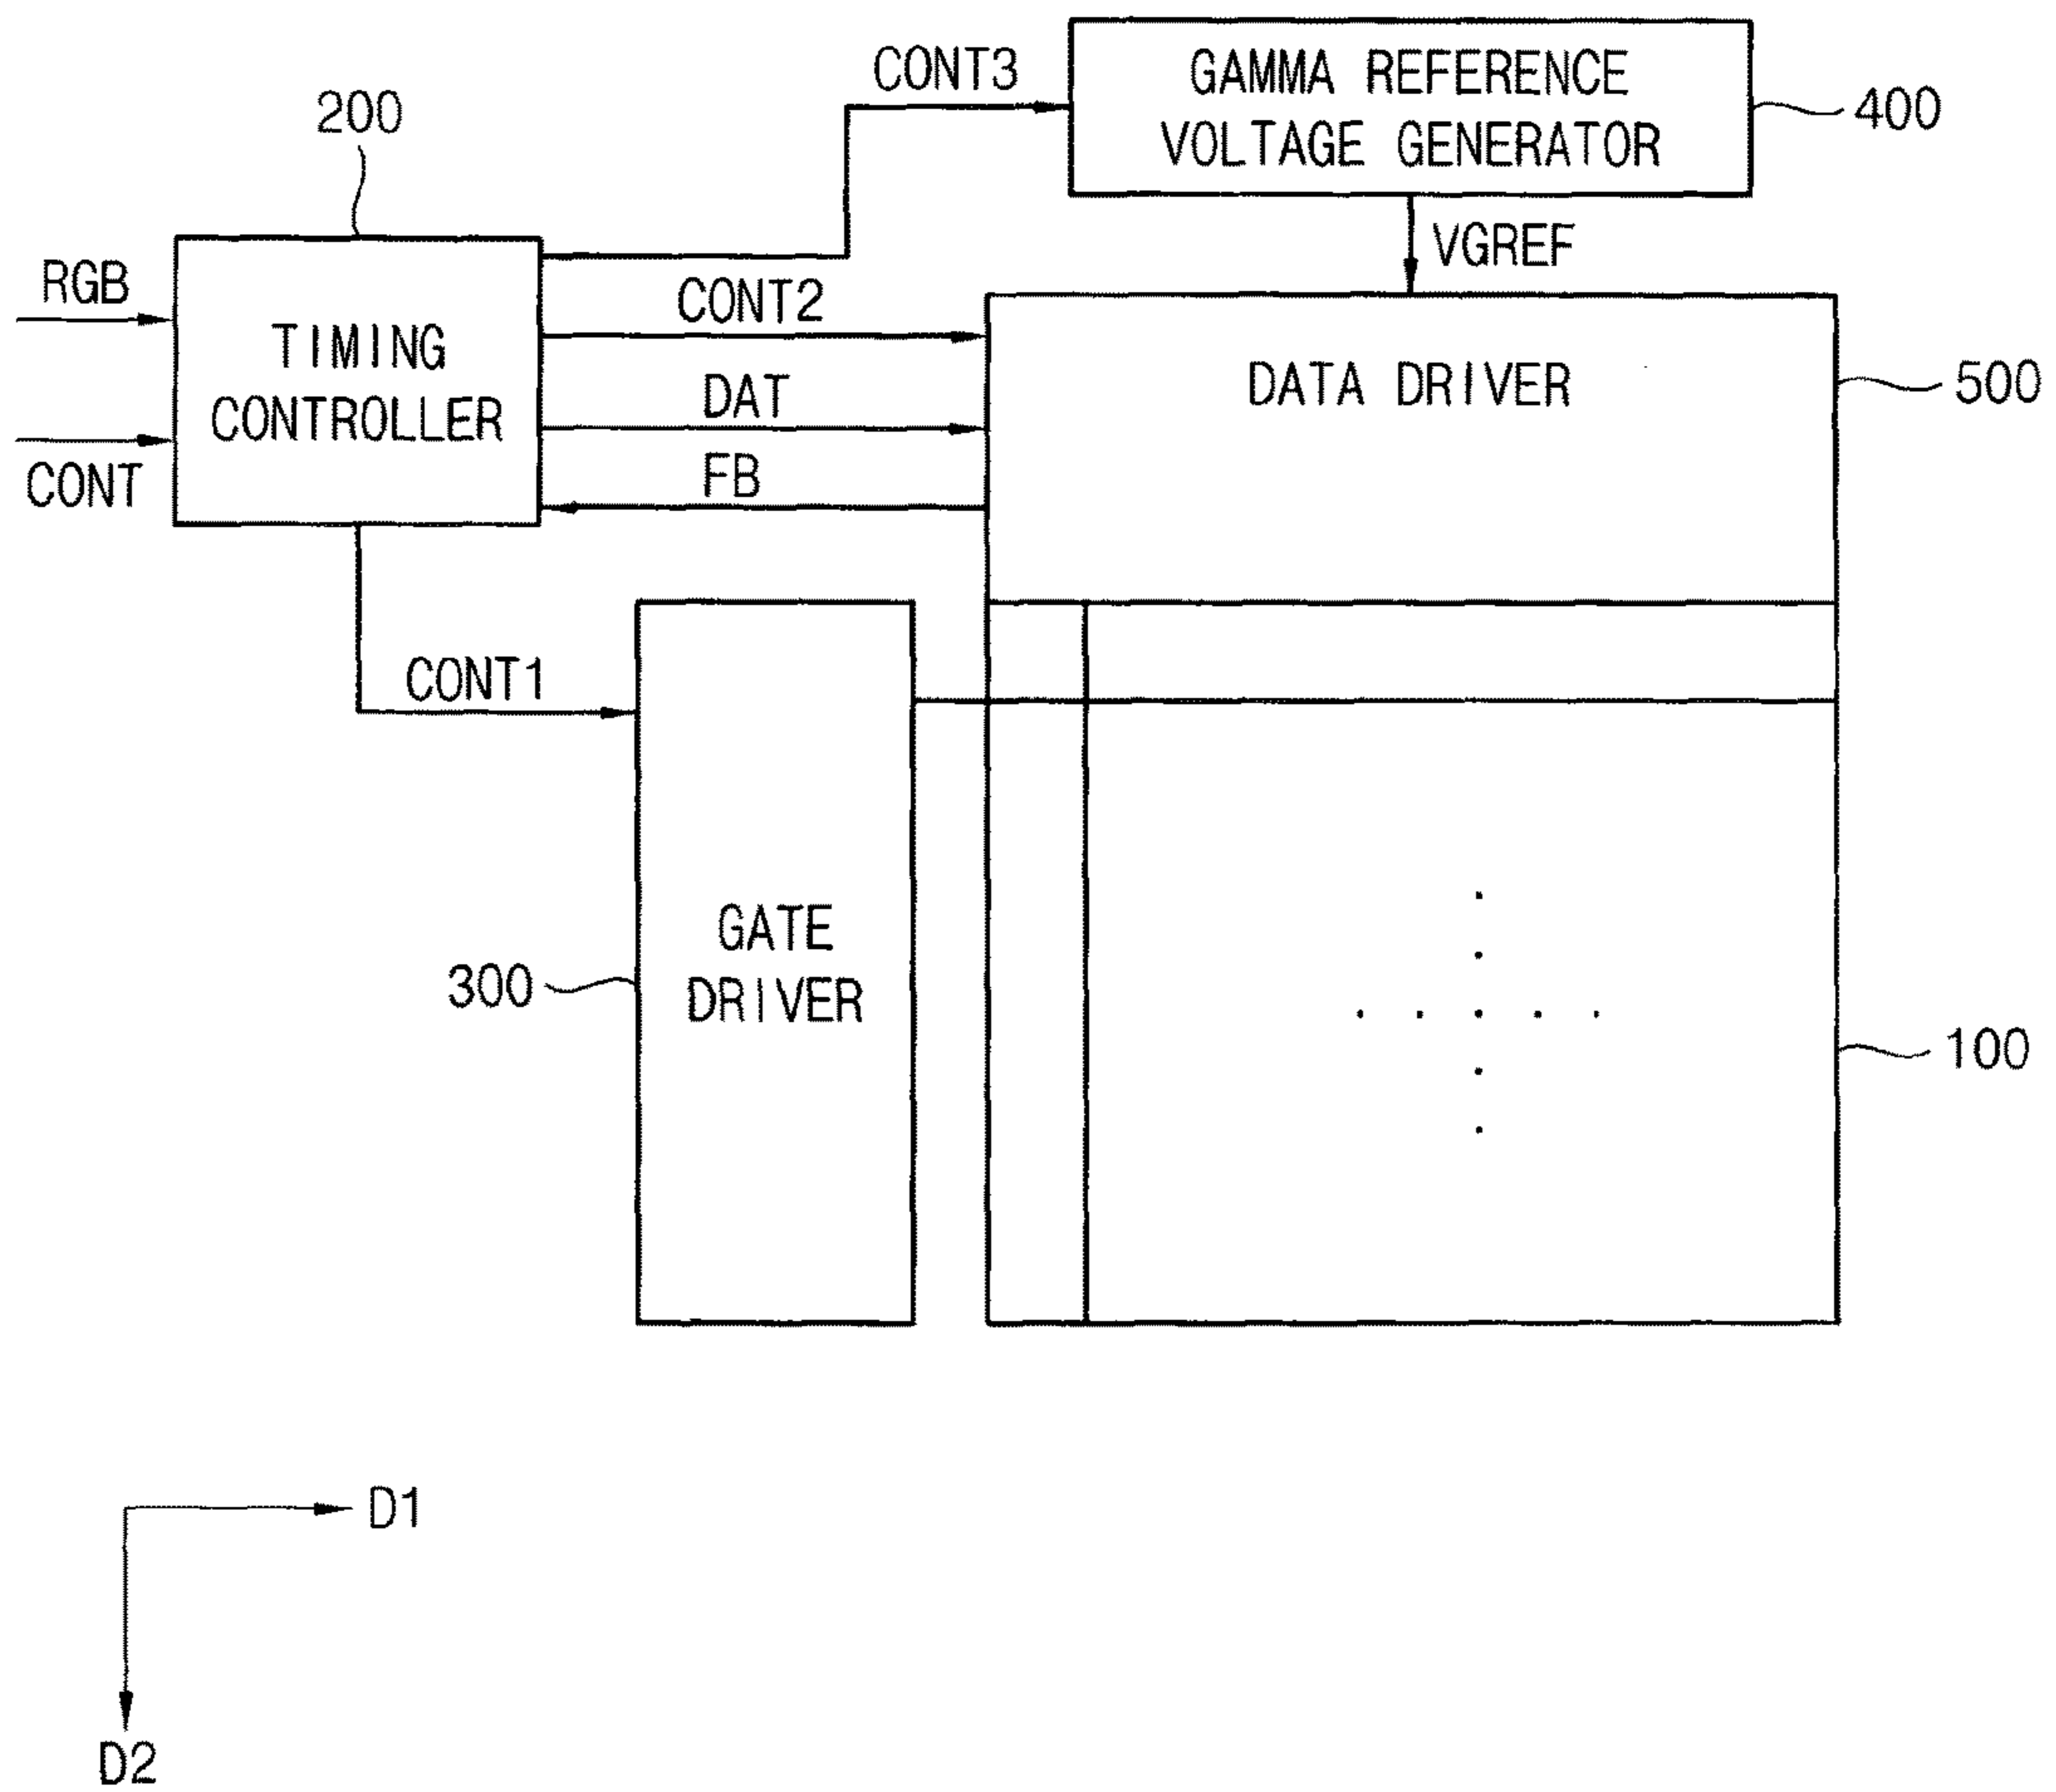 CONT3
GAMMA REFERENCE
VOLTAGE GENERATOR
400
200
VGREF
RGB
CONT2
TIMING
CONTROLLER
DAT
DATA DRIVER
500
CONT
FB
CONT1
GATE
DRIVER
300
100
D1
D2